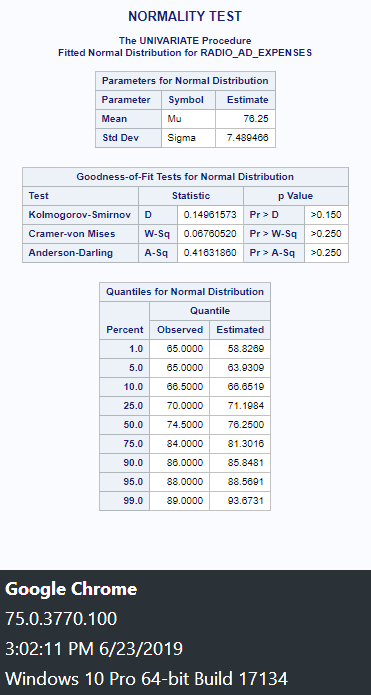 NORMALITY TEST
The UNIVARIATE Procedure
Fitted Normal Distribution for RADIO_AD_EXPENSES
Parameters for Normal Distribution
Parameter Symbol Estimate
Mean Mu 76.25
Std Dev Sigma 7.489466
Goodness-of-Fit Tests for Normal Distribution
Test Statistic p Value
Kolmogorov-Smirnov D 0.14961573 Pr > D >0.150
Cramer-von Mises W-Sq 0.06760520 Pr > W-Sq >0.250
Anderson-Darling A-Sq 0.41631860 Pr > A-Sq >0.250
Quantiles for Normal Distribution
Quantile
Percent Observed Estimated
1.0 65.0000 58.8269
5.0 65.0000 63.9309
10.0 66.5000 66.6519
25.0 70.0000 71.1984
50.0 74.5000 76.2500
75.0 84.0000 81.3016
90.0 86.0000 85.8481
95.0 88.0000 88.5691
99.0 89.0000 93.6731
Google Chrome
75.0.3770.100
3:02:11 PM 6/23/2019
Windows 10 Pro 64-bit Build 17134